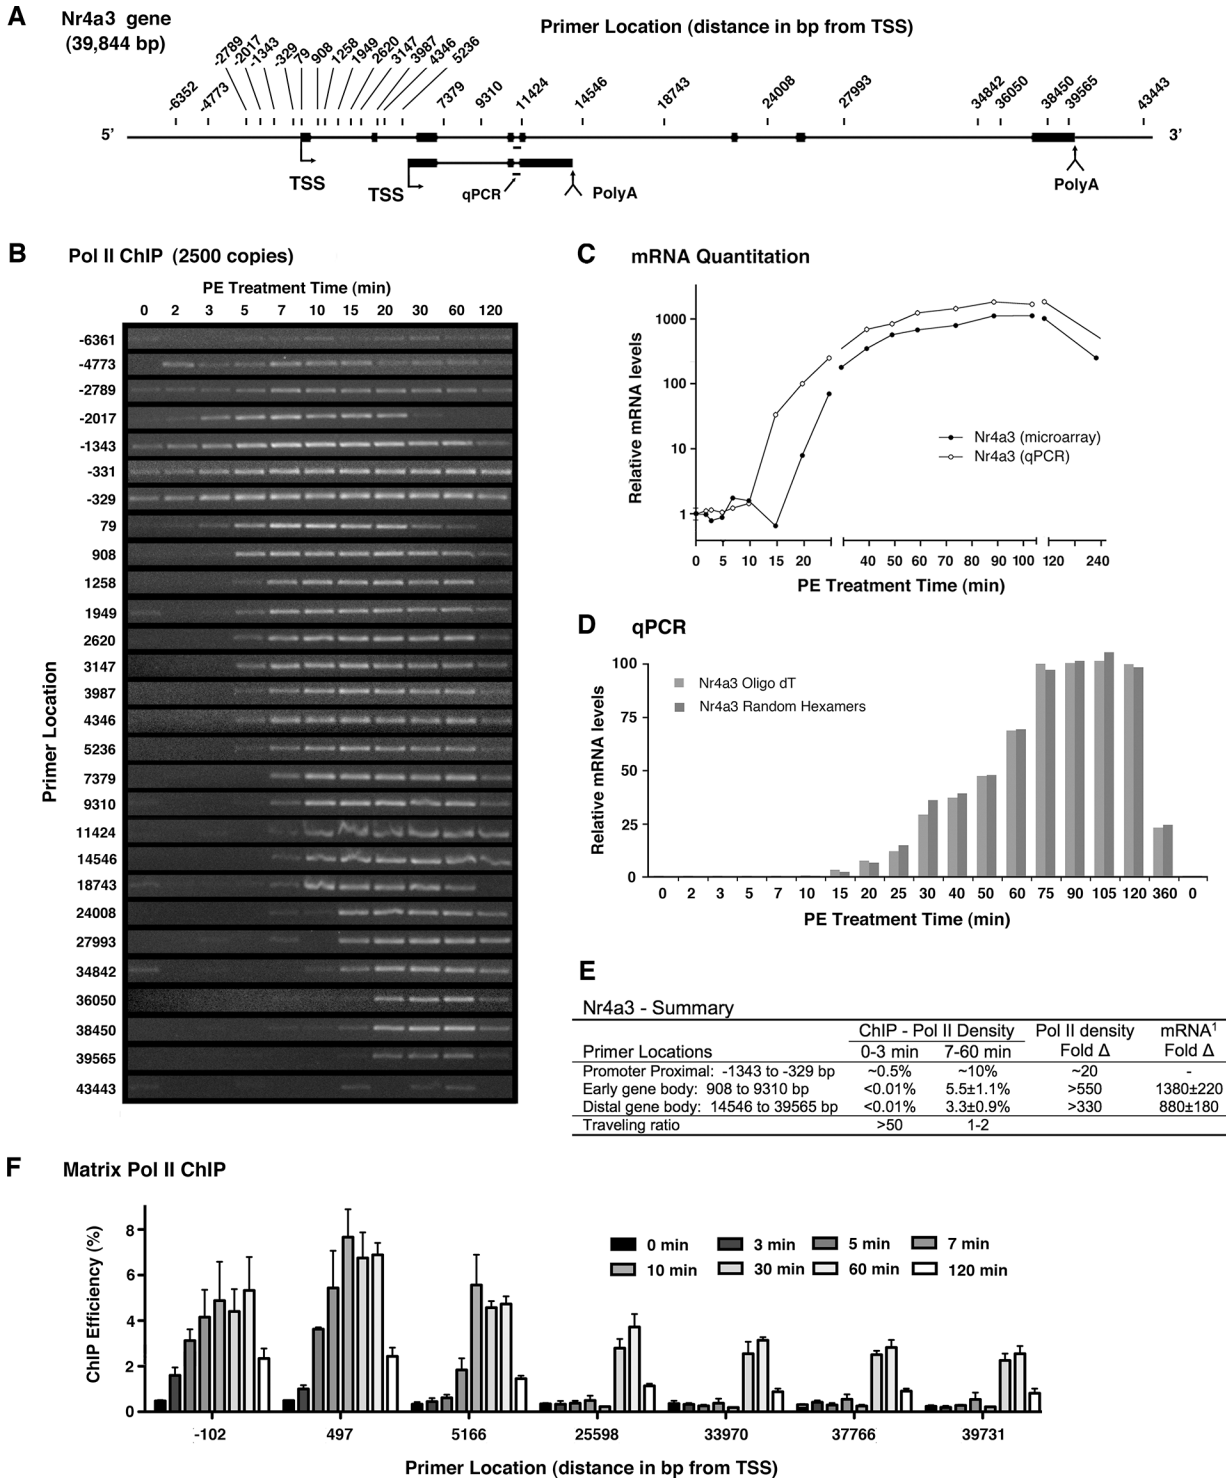 A
Nr4a3 gene
(39,844 bp)
Primer Location (distance in bp from TSS)
-6352 -4773 -2789 -2017 -1343 -329 79 908 1258 1949 2620 3147 3987 4346 5236 7379 9310 11424 14546 18743 24008 27993 34842 36050 38450 39565 43443
5' 3'
TSS TSS qPCR PolyA PolyA
B Pol II ChIP (2500 copies)
PE Treatment Time (min)
0 2 3 5 7 10 15 20 30 60 120
Primer Location
-6361
-4773
-2789
-2017
-1343
-331
-329
79
908
1258
1949
2620
3147
3987
4346
5236
7379
9310
11424
14546
18743
24008
27993
34842
36050
38450
39565
43443
C mRNA Quantitation
Relative mRNA levels
1000
100
10
1
Nr4a3 (microarray)
Nr4a3 (qPCR)
0 5 10 15 20 40 50 60 70 80 90 100 120 240
PE Treatment Time (min)
D qPCR
Relative mRNA levels
100
75
50
25
0
Nr4a3 Oligo dT
Nr4a3 Random Hexamers
0 2 3 5 7 10 15 20 25 30 40 50 60 75 90 105 120 360 0
PE Treatment Time (min)
E
Nr4a3 - Summary
ChIP - Pol II Density Pol II density mRNA¹
Primer Locations 0-3 min 7-60 min Fold Δ Fold Δ
Promoter Proximal: -1343 to -329 bp ~0.5% ~10% ~20 -
Early gene body: 908 to 9310 bp <0.01% 5.5±1.1% >550 1380±220
Distal gene body: 14546 to 39565 bp <0.01% 3.3±0.9% >330 880±180
Traveling ratio >50 1-2
F Matrix Pol II ChIP
ChIP Efficiency (%)
8
6
4
2
0
0 min 3 min 5 min 7 min
10 min 30 min 60 min 120 min
-102 497 5166 25598 33970 37766 39731
Primer Location (distance in bp from TSS)